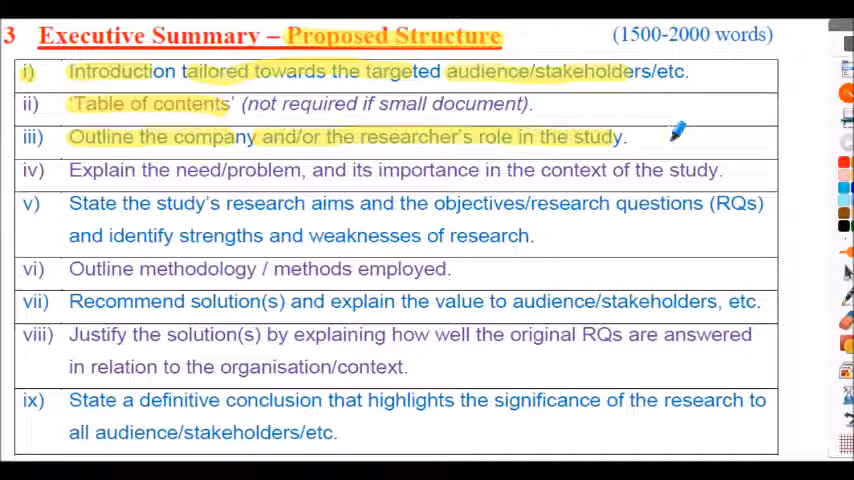 3 Executive Summary – Proposed Structure (1500-2000 words)
i) Introduction tailored towards the targeted audience/stakeholders/etc.
ii) 'Table of contents' (not required if small document).
iii) Outline the company and/or the researcher's role in the study.
iv) Explain the need/problem, and its importance in the context of the study.
v) State the study's research aims and the objectives/research questions (RQs)
and identify strengths and weaknesses of research.
vi) Outline methodology / methods employed.
vii) Recommend solution(s) and explain the value to audience/stakeholders, etc.
viii) Justify the solution(s) by explaining how well the original RQs are answered
in relation to the organisation/context.
ix) State a definitive conclusion that highlights the significance of the research to
all audience/stakeholders/etc.